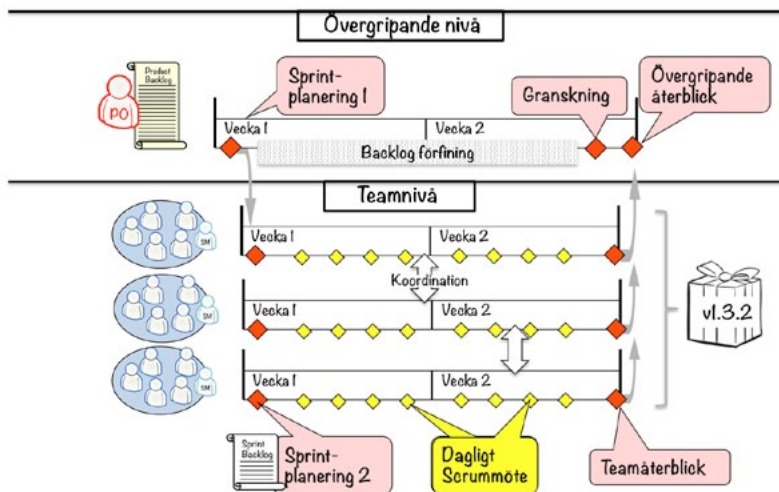 Övergripande nivå
Product
Backlog
PO
Sprint-
planering 1
Granskning
Övergripande
återblick
Vecka 1
Vecka 2
Backlog förfining
Teamnivå
SM
Vecka 1
Vecka 2
Koordination
SM
Vecka 1
Vecka 2
v1.3.2
SM
Vecka 1
Vecka 2
Sprint
Backlog
Sprint-
planering 2
Dagligt
Scrummöte
Teamåterblick